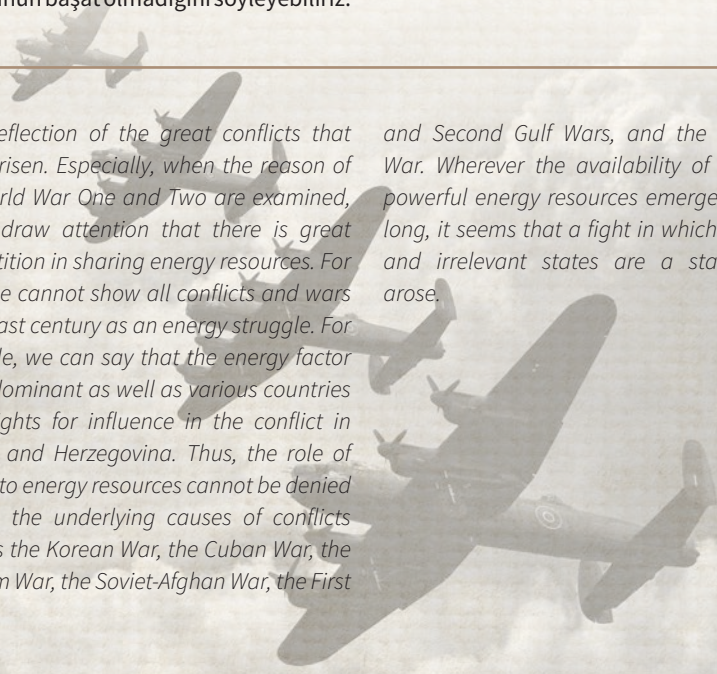 başat olmadığını söyleyebiliriz.
eflection of the great conflicts that
risen. Especially, when the reason of
rld War One and Two are examined,
draw attention that there is great
tition in sharing energy resources. For
e cannot show all conflicts and wars
ast century as an energy struggle. For
le, we can say that the energy factor
dominant as well as various countries
ghts for influence in the conflict in
and Herzegovina. Thus, the role of
to energy resources cannot be denied
the underlying causes of conflicts
s the Korean War, the Cuban War, the
m War, the Soviet-Afghan War, the First
and Second Gulf Wars, and the
War. Wherever the availability of
powerful energy resources emerge
long, it seems that a fight in which
and irrelevant states are a sta
arose.